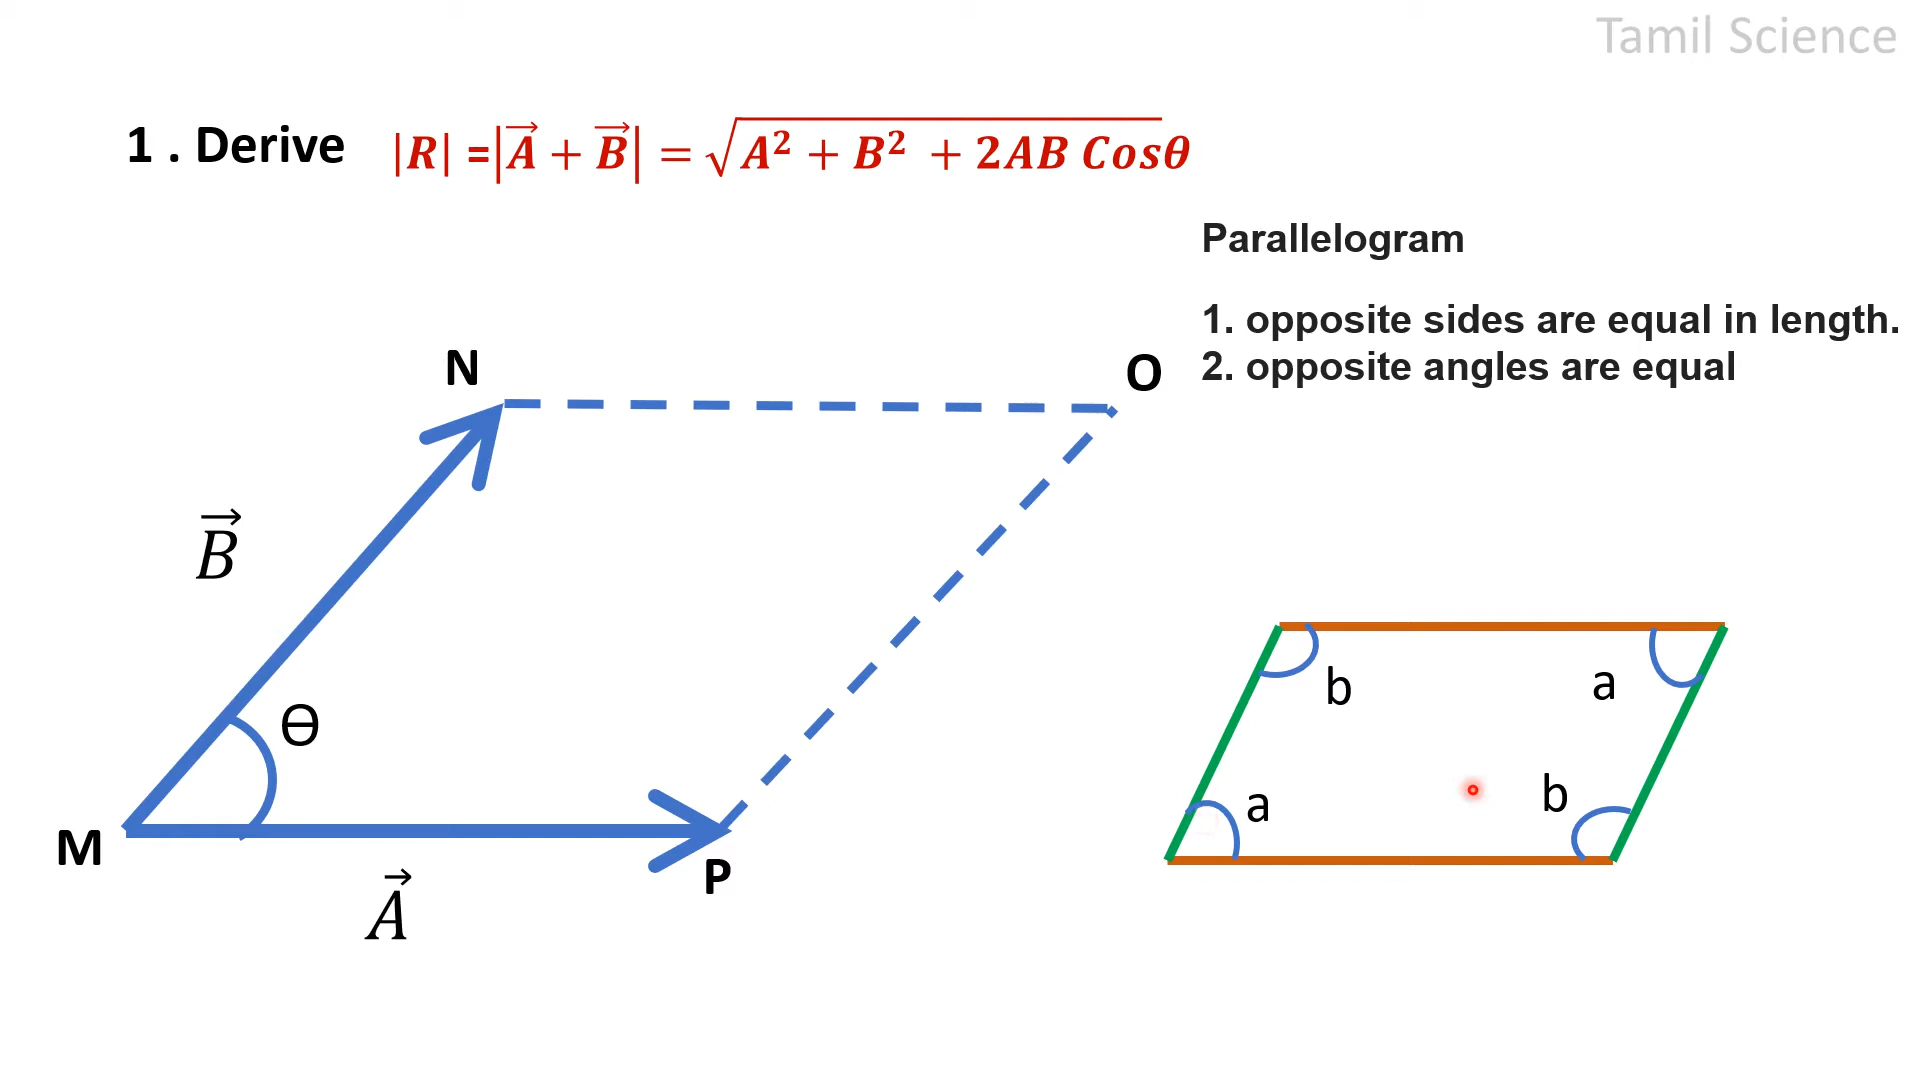 Tamil Science
1 . Derive |R| =|A⃗ + B⃗| = √A² + B² + 2AB Cosθ
Parallelogram
1. opposite sides are equal in length.
2. opposite angles are equal
N
O
B⃗
Ɵ
M
P
A⃗
b
a
a
b